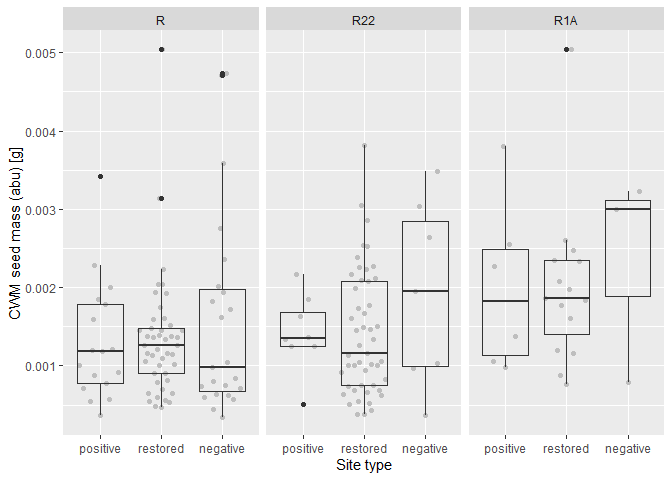 R R22 R1A
CWM seed mass (abu) [g]
0.005
0.004
0.003
0.002
0.001
positive restored negative positive restored negative positive restored negative
Site type